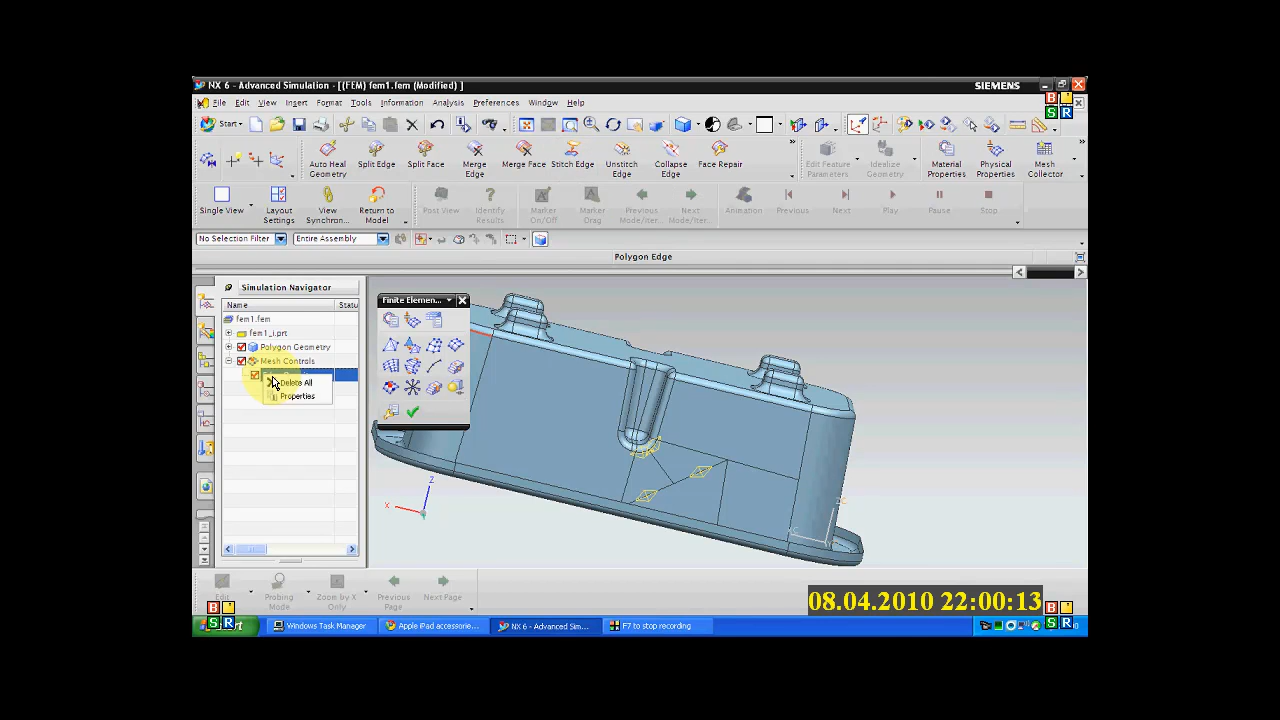 NX 6 - Advanced Simulation - [(FEM) fem1.fem (Modified) ]
SIEMENS
File Edit View Insert Format Tools Information Analysis Preferences Window Help
Start
Auto Heal Geometry
Split Edge
Split Face
Merge Edge
Merge Face
Stitch Edge
Unstitch Edge
Collapse Edge
Face Repair
Edit Feature Parameters
Idealize Geometry
Material Properties
Physical Properties
Mesh Collector
Single View
Layout Settings
View Synchron...
Return to Model
Post View
Identify Results
Marker On/Off
Marker Drag
Previous Mode/Iter...
Next Mode/Iter...
Animation
Previous
Next
Play
Pause
Stop
No Selection Filter
Entire Assembly
Polygon Edge
Simulation Navigator
Name
Statu
fem1.fem
fem1_i.prt
Polygon Geometry
Mesh Controls
Delete All
Properties
Finite Elemen...
Z
X
Edit
Probing Mode
Zoom by X Only
Previous Page
Next Page
08.04.2010 22:00:13
B
S R
B
S R
B
S R
Windows Task Manager
Apple iPad accessorie...
NX 6 - Advanced Sim...
F7 to stop recording